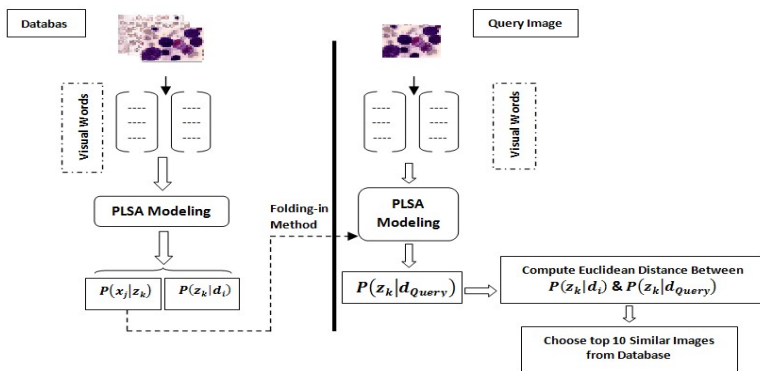 Databas
Visual Words
----
----
----
----
----
----
PLSA Modeling
P(x_j|z_k)
P(z_k|d_i)
Folding-in
Method
Query Image
----
----
----
----
----
----
Visual Words
PLSA
Modeling
P(z_k|d_Query)
Compute Euclidean Distance Between
P(z_k|d_i) & P(z_k|d_Query)
Choose top 10 Similar Images
from Database